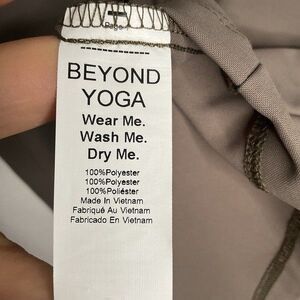 BEYOND
YOGA
Wear Me.
Wash Me.
Dry Me.
100%Polyester
100%Polyester
100%Poliéster
Made In Vietnam
Fabriqué Au Vietnam
Fabricado En Vietnam